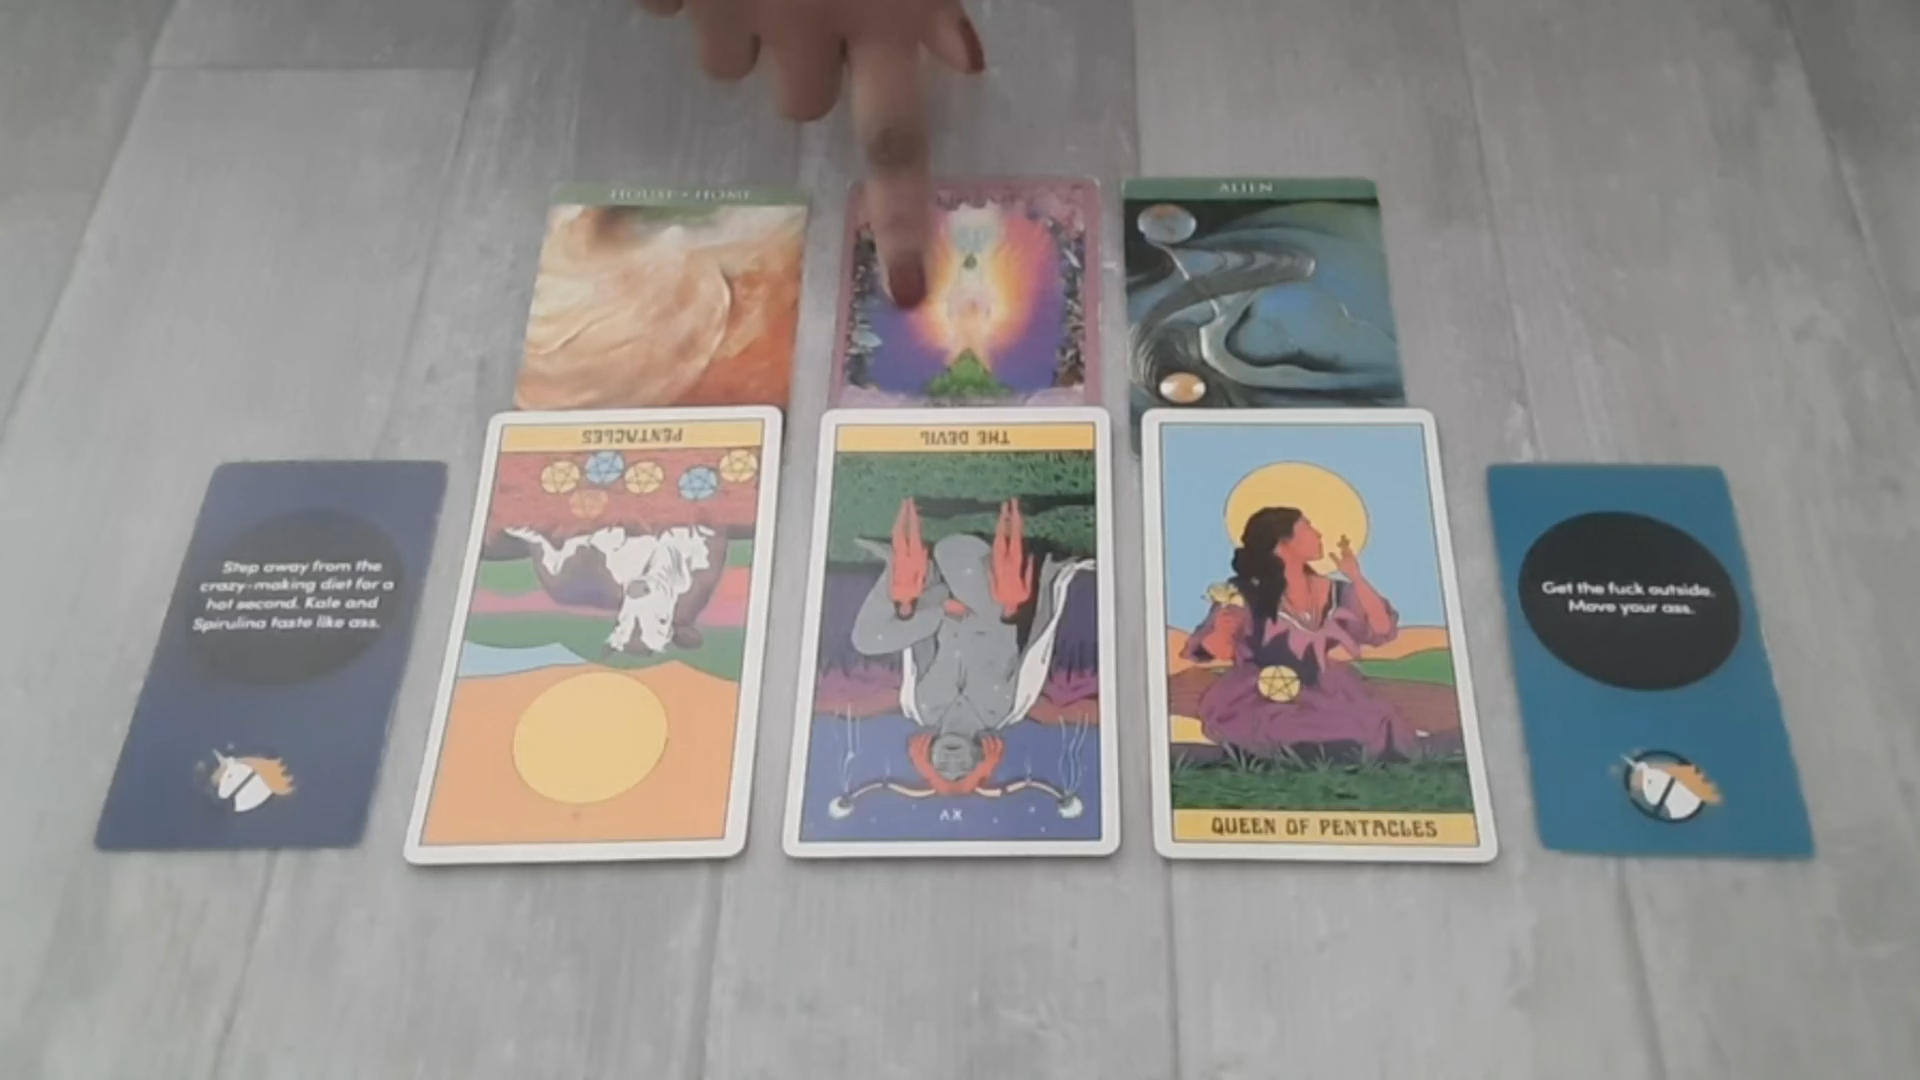 HOUSE • HOME
ALIEN
PENTACLES
THE DEVIL
XV
QUEEN OF PENTACLES
Step away from the
crazy-making diet for a
hot second. Kale and
Spirulina taste like ass.
Get the fuck outside.
Move your ass.